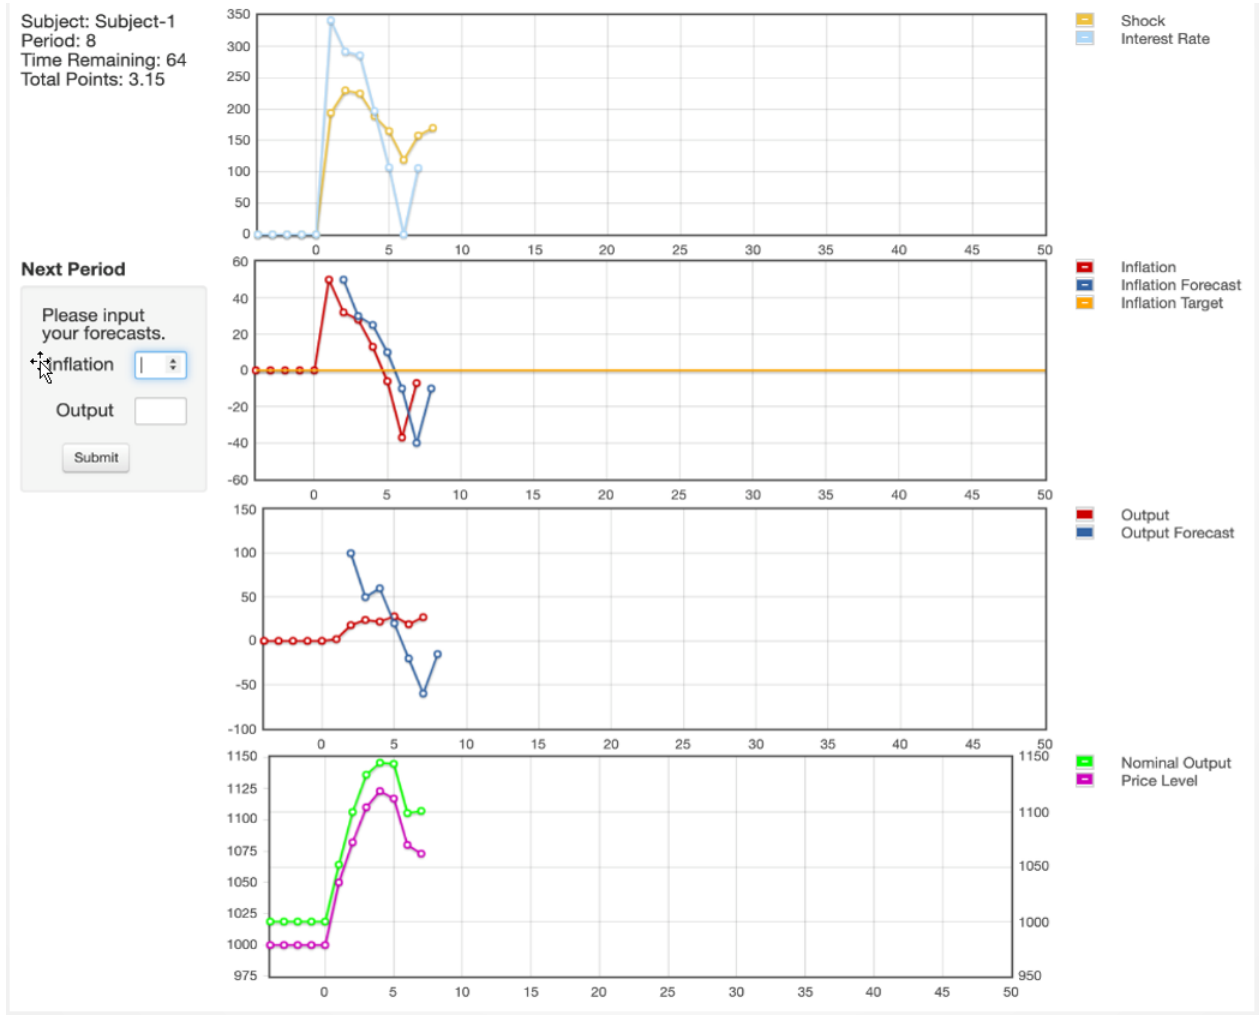 Subject: Subject-1
Period: 8
Time Remaining: 64
Total Points: 3.15
350
300
250
200
150
100
50
0
0 5 10 15 20 25 30 35 40 45 50
Shock
Interest Rate
Next Period
Please input
your forecasts.
Inflation
Output
Submit
60
40
20
0
-20
-40
-60
0 5 10 15 20 25 30 35 40 45 50
Inflation
Inflation Forecast
Inflation Target
150
100
50
0
-50
-100
0 5 10 15 20 25 30 35 40 45 50
Output
Output Forecast
1150
1125
1100
1075
1050
1025
1000
975
0 5 10 15 20 25 30 35 40 45 50
1150
1100
1050
1000
950
Nominal Output
Price Level